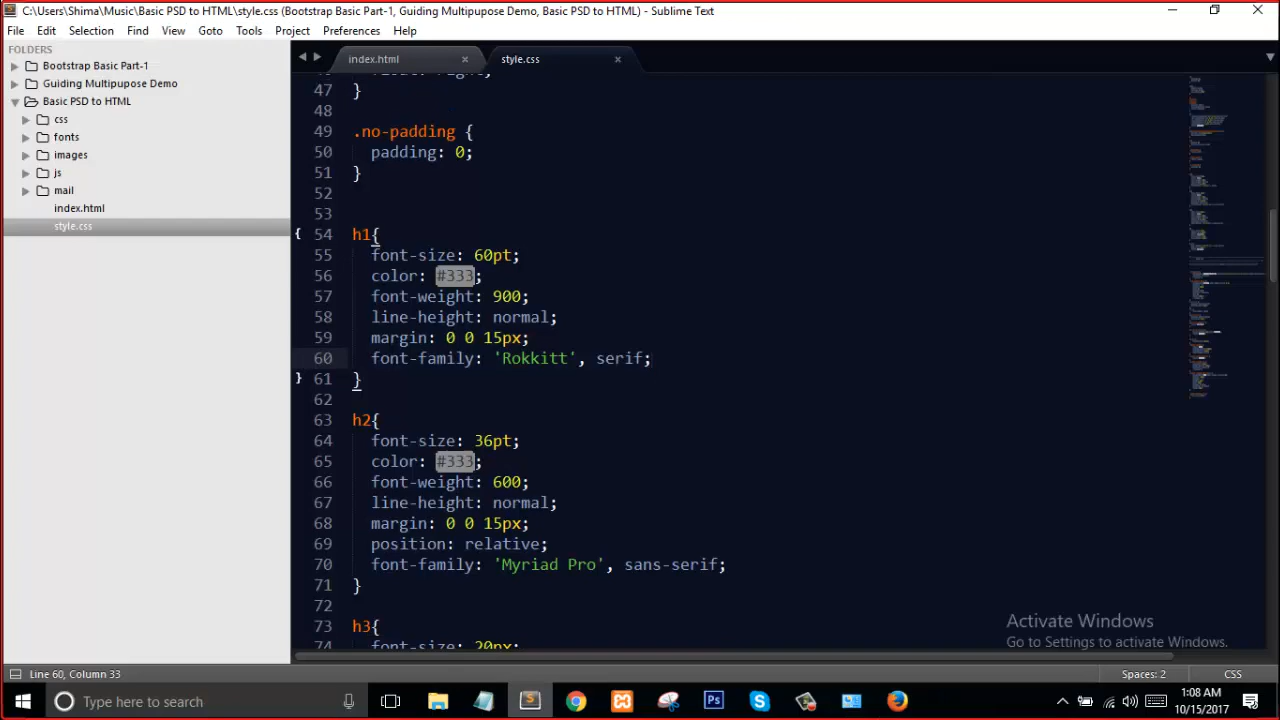 C:\Users\Shima\Music\Basic PSD to HTML\style.css (Bootstrap Basic Part-1, Guiding Multipupose Demo, Basic PSD to HTML) - Sublime Text
File Edit Selection Find View Goto Tools Project Preferences Help
FOLDERS
Bootstrap Basic Part-1
Guiding Multipupose Demo
Basic PSD to HTML
css
fonts
images
js
mail
index.html
style.css
index.html style.css
47 }
48
49 .no-padding {
50 padding: 0;
51 }
52
53
54 h1{
55 font-size: 60pt;
56 color: #333;
57 font-weight: 900;
58 line-height: normal;
59 margin: 0 0 15px;
60 font-family: 'Rokkitt', serif;
61 }
62
63 h2{
64 font-size: 36pt;
65 color: #333;
66 font-weight: 600;
67 line-height: normal;
68 margin: 0 0 15px;
69 position: relative;
70 font-family: 'Myriad Pro', sans-serif;
71 }
72
73 h3{
74 font-size: 20px;
Activate Windows
Go to Settings to activate Windows.
Line 60, Column 33 Spaces: 2 CSS
Type here to search
1:08 AM
10/15/2017